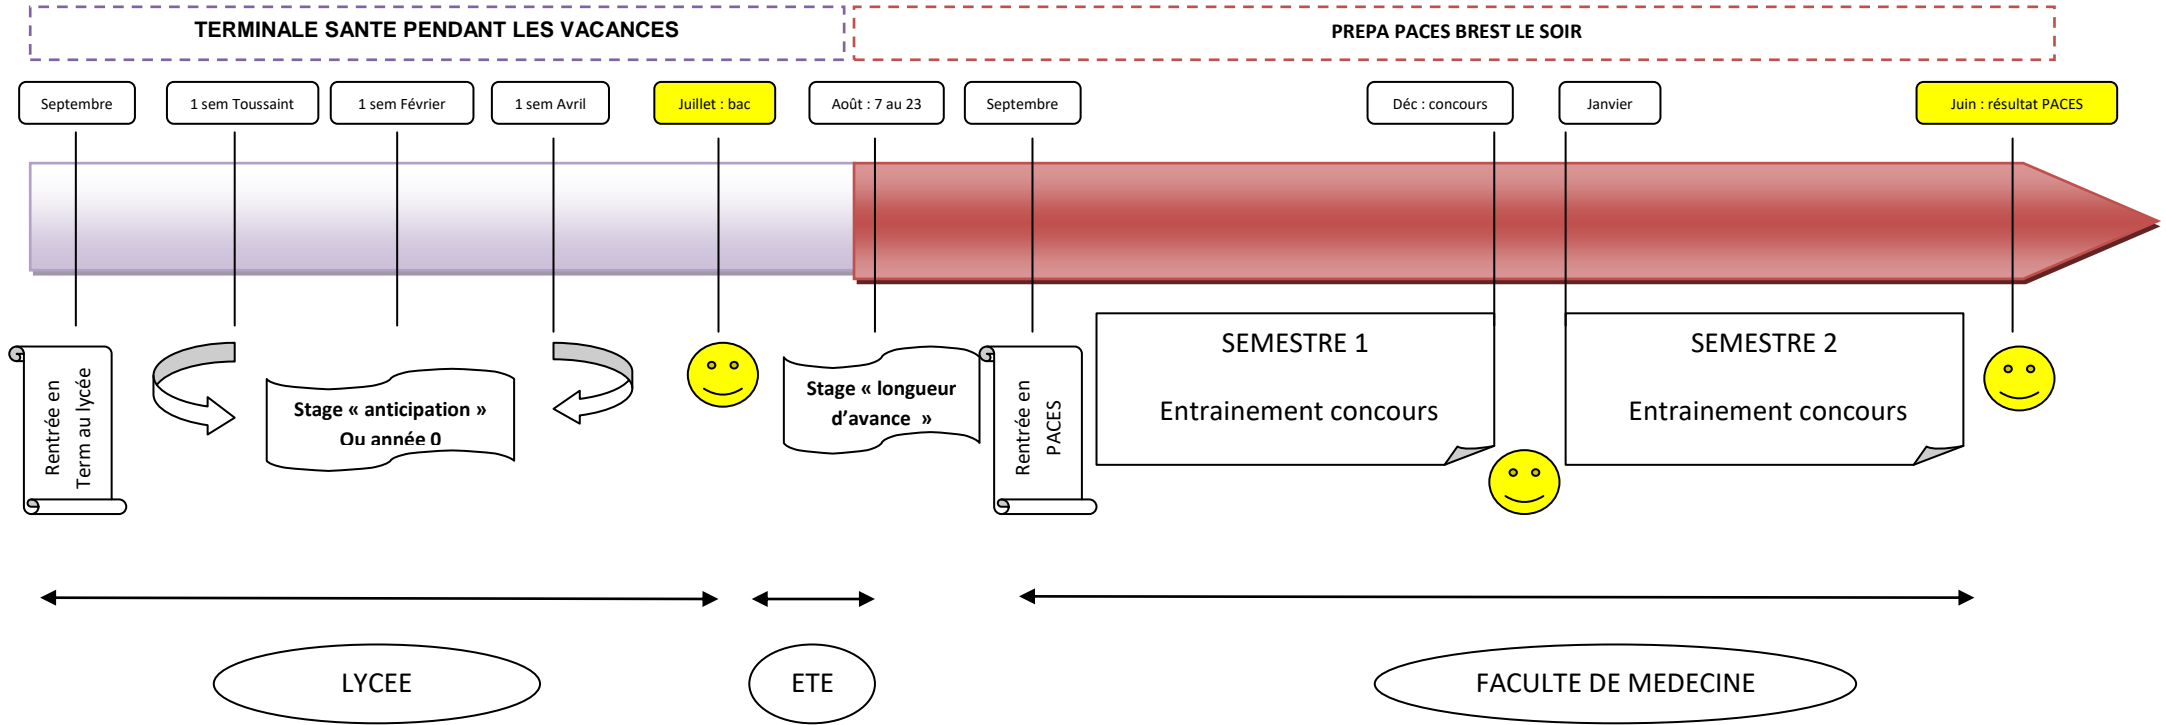 TERMINALE SANTE PENDANT LES VACANCES
PREPA PACES BREST LE SOIR
Septembre
1 sem Toussaint
1 sem Février
1 sem Avril
Juillet : bac
Août : 7 au 23
Septembre
Déc : concours
Janvier
Juin : résultat PACES
Rentrée en
Term au lycée
Stage « anticipation »
Ou année 0
Stage « longueur
d’avance »
Rentrée en
PACES
SEMESTRE 1
Entrainement concours
SEMESTRE 2
Entrainement concours
LYCEE
ETE
FACULTE DE MEDECINE